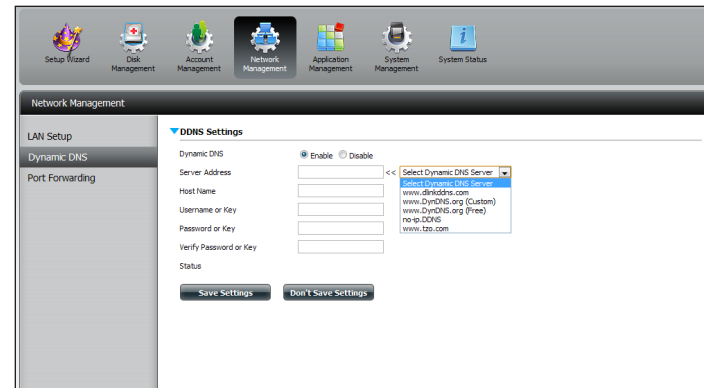 Setup Wizard
Disk Management
Account Management
Network Management
Application Management
System Management
System Status
Network Management
LAN Setup
Dynamic DNS
Port Forwarding
DDNS Settings
Dynamic DNS Enable Disable
Server Address << Select Dynamic DNS Server
Select Dynamic DNS Server
www.dlinkddns.com
www.DynDNS.org (Custom)
www.DynDNS.org (Free)
no-ip.DDNS
www.tzo.com
Host Name
Username or Key
Password or Key
Verify Password or Key
Status
Save Settings Don't Save Settings